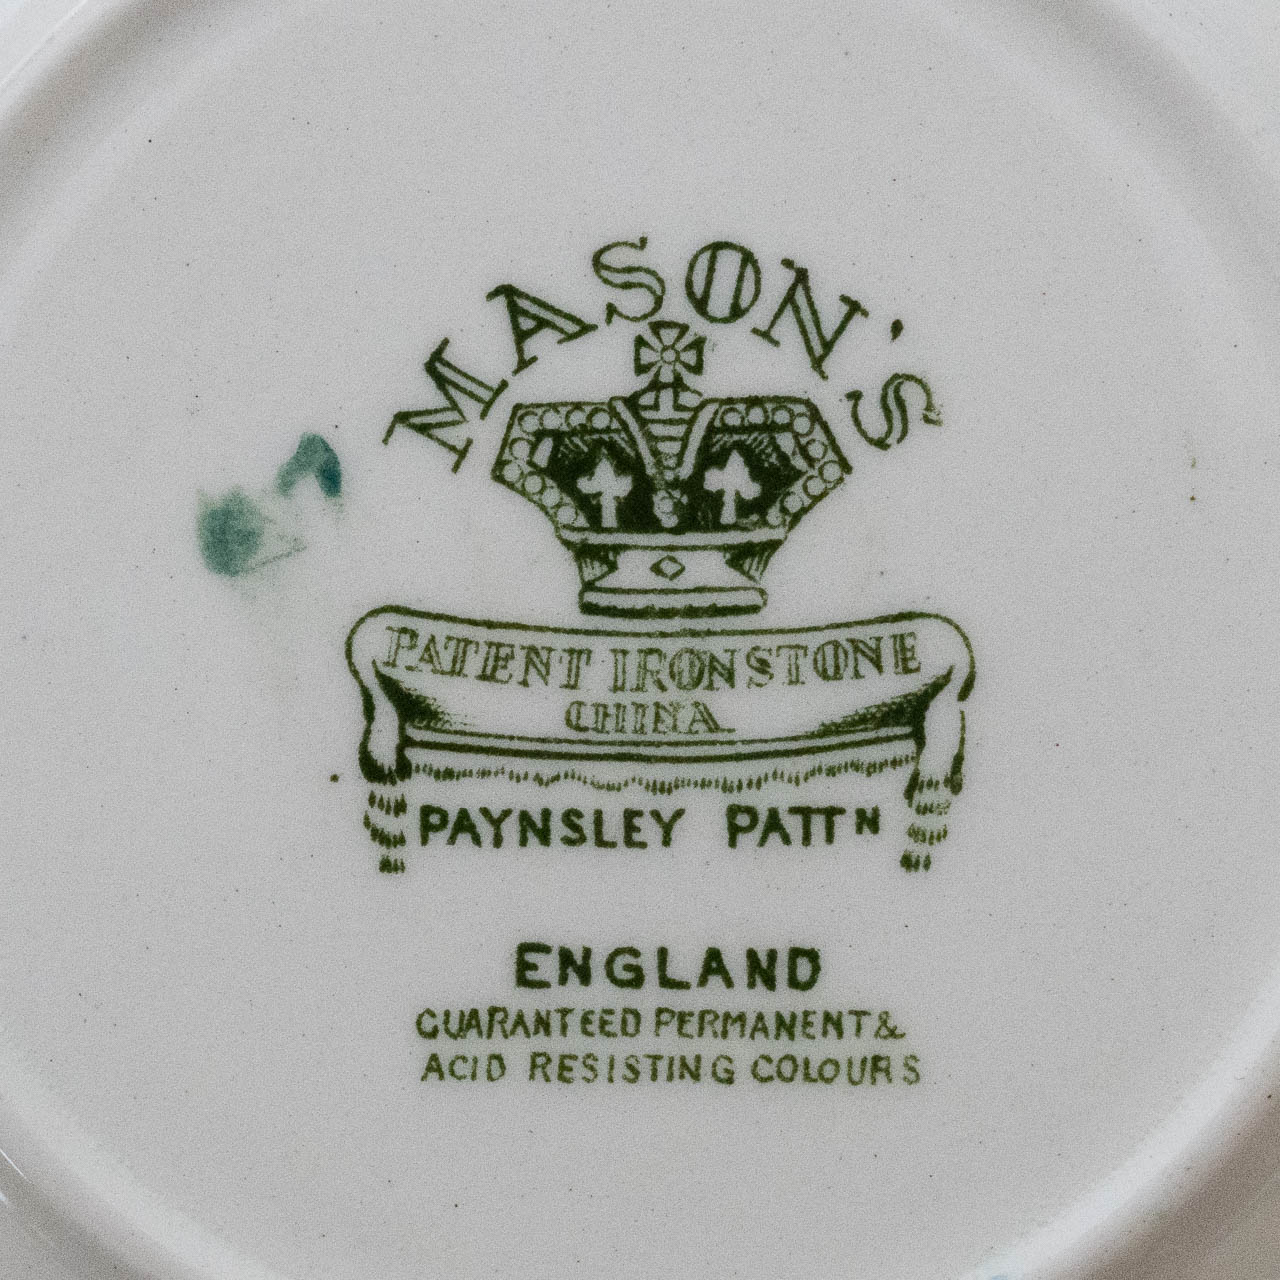 MASON'S
PATENT IRONSTONE
CHINA
PAYNSLEY PATTN
ENGLAND
GUARANTEED PERMANENT &
ACID RESISTING COLOURS